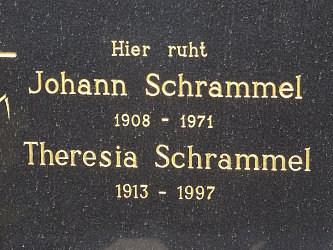 Hier ruht
Johann Schrammel
1908 - 1971
Theresia Schrammel
1913 - 1997